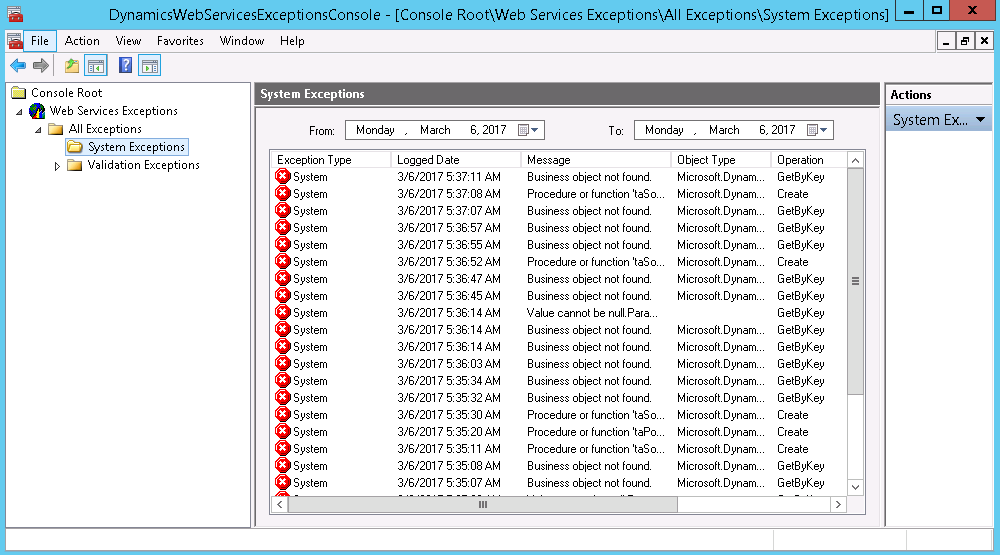 DynamicsWebServicesExceptionsConsole - [Console Root\Web Services Exceptions\All Exceptions\System Exceptions]
File Action View Favorites Window Help
Console Root
Web Services Exceptions
All Exceptions
System Exceptions
Validation Exceptions
System Exceptions
From: Monday , March 6, 2017 To: Monday , March 6, 2017
Exception Type Logged Date Message Object Type Operation
System 3/6/2017 5:37:11 AM Business object not found. Microsoft.Dynam... GetByKey
System 3/6/2017 5:37:08 AM Procedure or function 'taSo... Microsoft.Dynam... Create
System 3/6/2017 5:37:07 AM Business object not found. Microsoft.Dynam... GetByKey
System 3/6/2017 5:36:57 AM Business object not found. Microsoft.Dynam... GetByKey
System 3/6/2017 5:36:55 AM Business object not found. Microsoft.Dynam... GetByKey
System 3/6/2017 5:36:52 AM Procedure or function 'taSo... Microsoft.Dynam... Create
System 3/6/2017 5:36:47 AM Business object not found. Microsoft.Dynam... GetByKey
System 3/6/2017 5:36:45 AM Business object not found. Microsoft.Dynam... GetByKey
System 3/6/2017 5:36:14 AM Value cannot be null.Para... GetByKey
System 3/6/2017 5:36:14 AM Business object not found. Microsoft.Dynam... GetByKey
System 3/6/2017 5:36:14 AM Business object not found. Microsoft.Dynam... GetByKey
System 3/6/2017 5:36:03 AM Business object not found. Microsoft.Dynam... GetByKey
System 3/6/2017 5:35:34 AM Business object not found. Microsoft.Dynam... GetByKey
System 3/6/2017 5:35:32 AM Business object not found. Microsoft.Dynam... GetByKey
System 3/6/2017 5:35:30 AM Procedure or function 'taSo... Microsoft.Dynam... Create
System 3/6/2017 5:35:20 AM Procedure or function 'taPo... Microsoft.Dynam... Create
System 3/6/2017 5:35:11 AM Procedure or function 'taSo... Microsoft.Dynam... Create
System 3/6/2017 5:35:08 AM Business object not found. Microsoft.Dynam... GetByKey
System 3/6/2017 5:35:07 AM Business object not found. Microsoft.Dynam... GetByKey
Actions
System Ex...